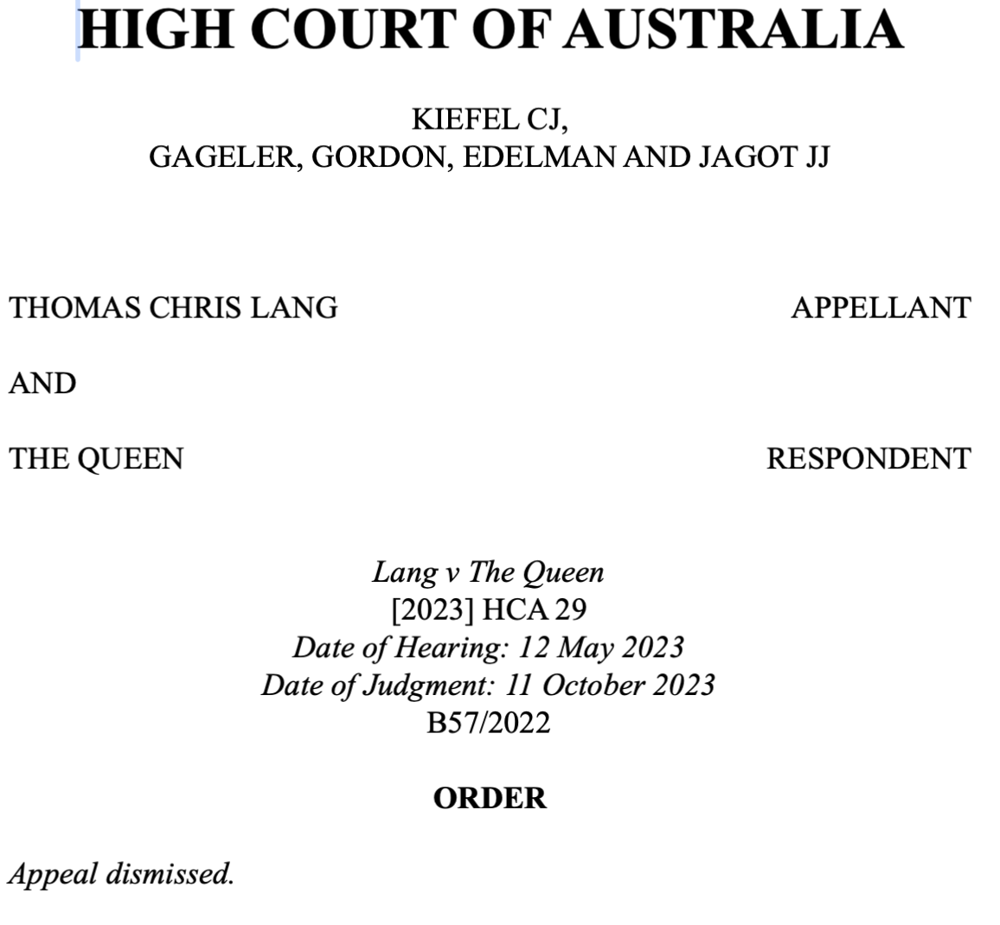 HIGH COURT OF AUSTRALIA
KIEFEL CJ,
GAGELER, GORDON, EDELMAN AND JAGOT JJ
THOMAS CHRIS LANG APPELLANT
AND
THE QUEEN RESPONDENT
Lang v The Queen
[2023] HCA 29
Date of Hearing: 12 May 2023
Date of Judgment: 11 October 2023
B57/2022
ORDER
Appeal dismissed.